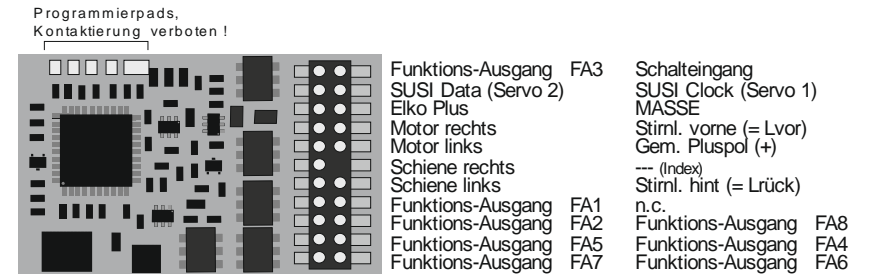 Programmierpads,
Kontaktierung verboten !
Funktions-Ausgang FA3 Schalteingang
SUSI Data (Servo 2) SUSI Clock (Servo 1)
Elko Plus MASSE
Motor rechts Stirnl. vorne (= Lvor)
Motor links Gem. Pluspol (+)
Schiene rechts --- (Index)
Schiene links Stirnl. hint (= Lrück)
Funktions-Ausgang FA1 n.c.
Funktions-Ausgang FA2 Funktions-Ausgang FA8
Funktions-Ausgang FA5 Funktions-Ausgang FA4
Funktions-Ausgang FA7 Funktions-Ausgang FA6